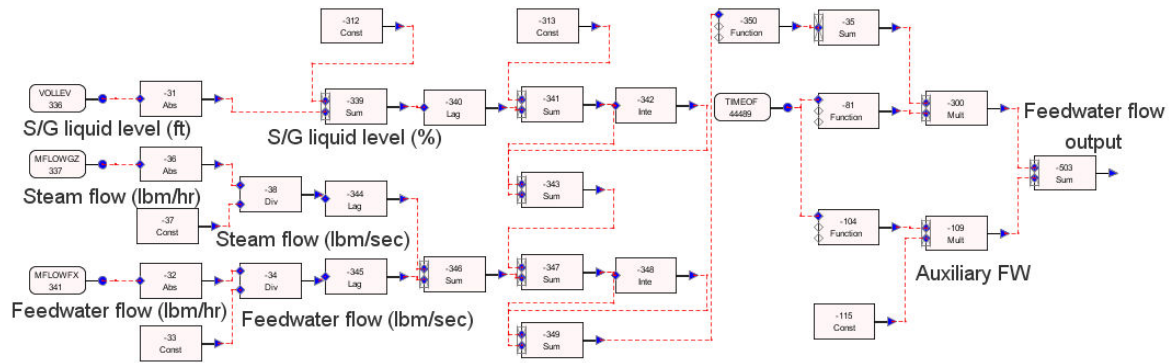 -312
Const
-313
Const
-350
Function
-35
Sum
VOLLEV
336
-31
Abs
-339
Sum
-340
Lag
-341
Sum
-342
Inte
TIMEOF
44489
-81
Function
-300
Mult
Feedwater flow
output
S/G liquid level (ft)
S/G liquid level (%)
MFLOWGZ
337
-36
Abs
-38
Div
-344
Lag
-343
Sum
-503
Sum
Steam flow (lbm/hr)
-37
Const
Steam flow (lbm/sec)
-104
Function
-109
Mult
MFLOWFX
341
-32
Abs
-34
Div
-345
Lag
-346
Sum
-347
Sum
-348
Inte
Auxiliary FW
Feedwater flow (lbm/hr)
Feedwater flow (lbm/sec)
-33
Const
-349
Sum
-115
Const